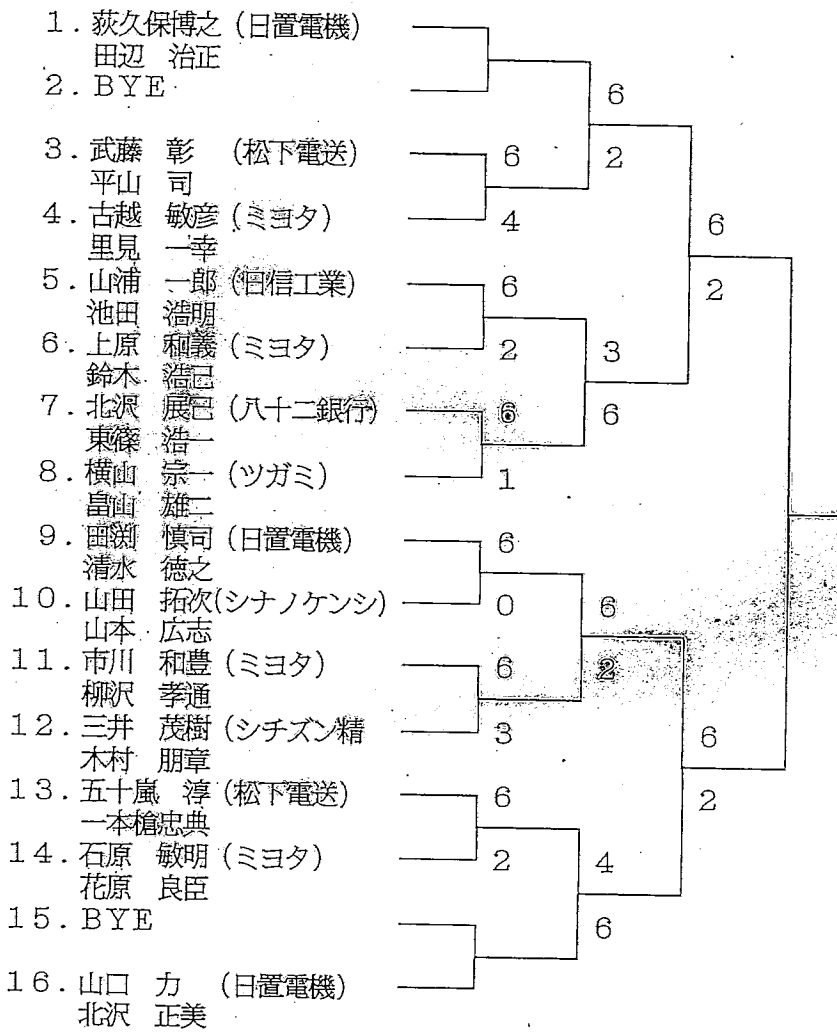 1. 荻久保博之 (日置電機)
田辺 治正
2. BYE
6
3. 武藤 彰 (松下電送) 6 2
平山 司
4. 古越 敏彦 (ミヨタ) 4 6
里見 一幸
5. 山浦 一郎 (日信工業) 6 2
池田 浩明
6. 上原 和義 (ミヨタ) 2 3
鈴木 浩己
7. 北沢 展巳 (八十二銀行) 6 6
東篠 浩一
8. 横山 宗一 (ツガミ) 1
畠山 雄二
9. 田淵 慎司 (日置電機) 6
清水 徳之
10. 山田 拓次 (シナノケンシ) 0 6
山本 広志
11. 市川 和豊 (ミヨタ) 6 2
柳沢 孝通
12. 三井 茂樹 (シチズン精 3 6
木村 朋章
13. 五十嵐 淳 (松下電送) 6 2
一本槍忠典
14. 石原 敏明 (ミヨタ) 2 4
花原 良臣
15. BYE 6
16. 山口 力 (日置電機)
北沢 正美